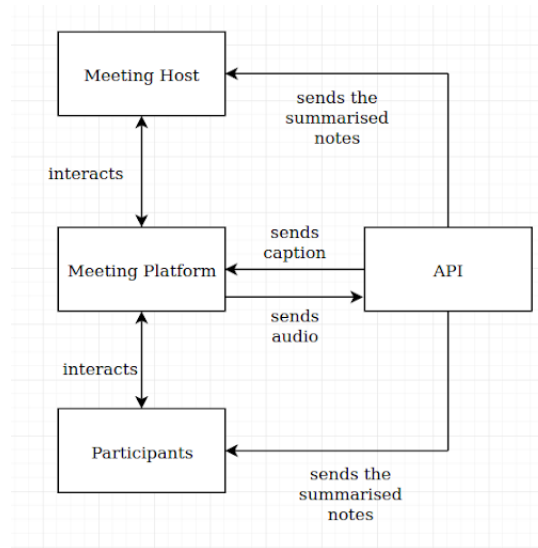 Meeting Host
sends the
summarised
notes
interacts
sends
caption
Meeting Platform
API
sends
audio
interacts
Participants
sends the
summarised
notes